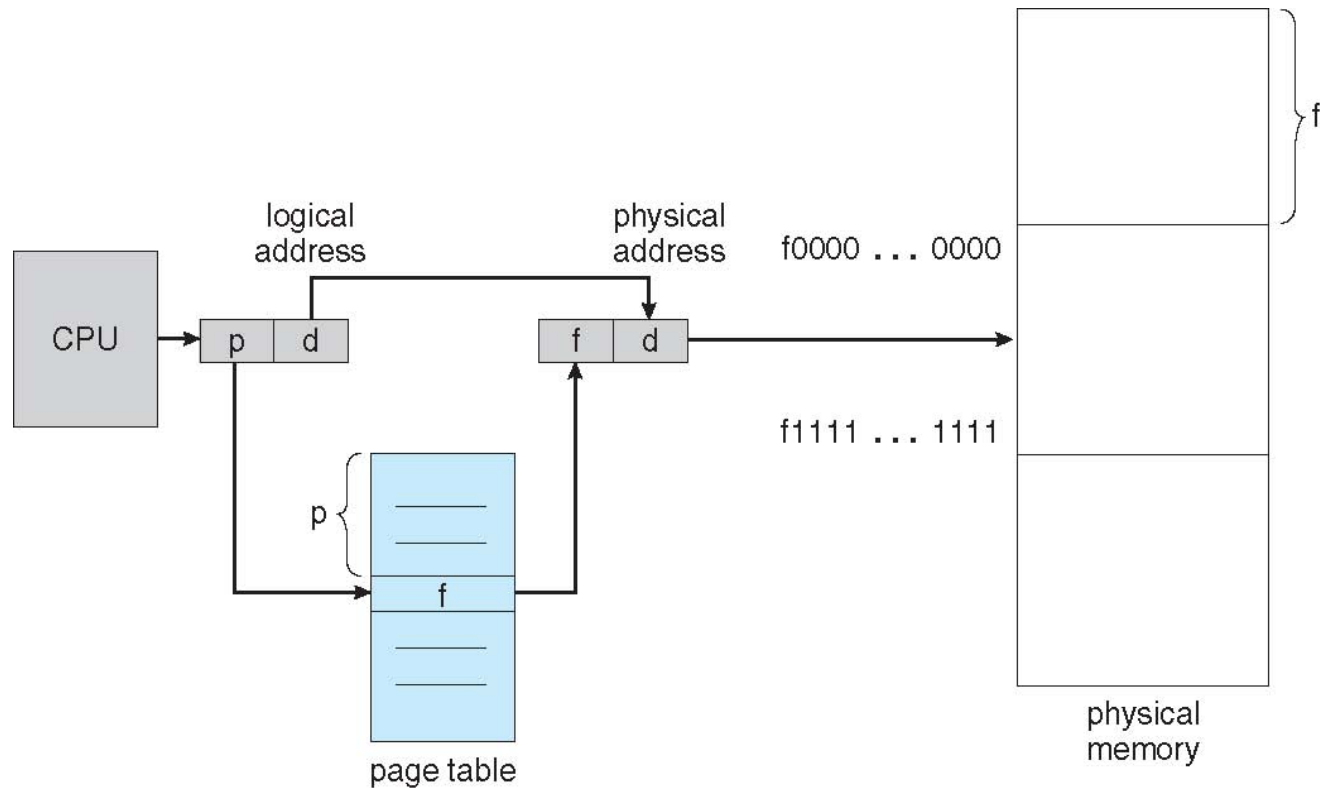 f
logical
address
physical
address
f0000 ... 0000
CPU
p
d
f
d
f1111 ... 1111
p
f
physical
memory
page table